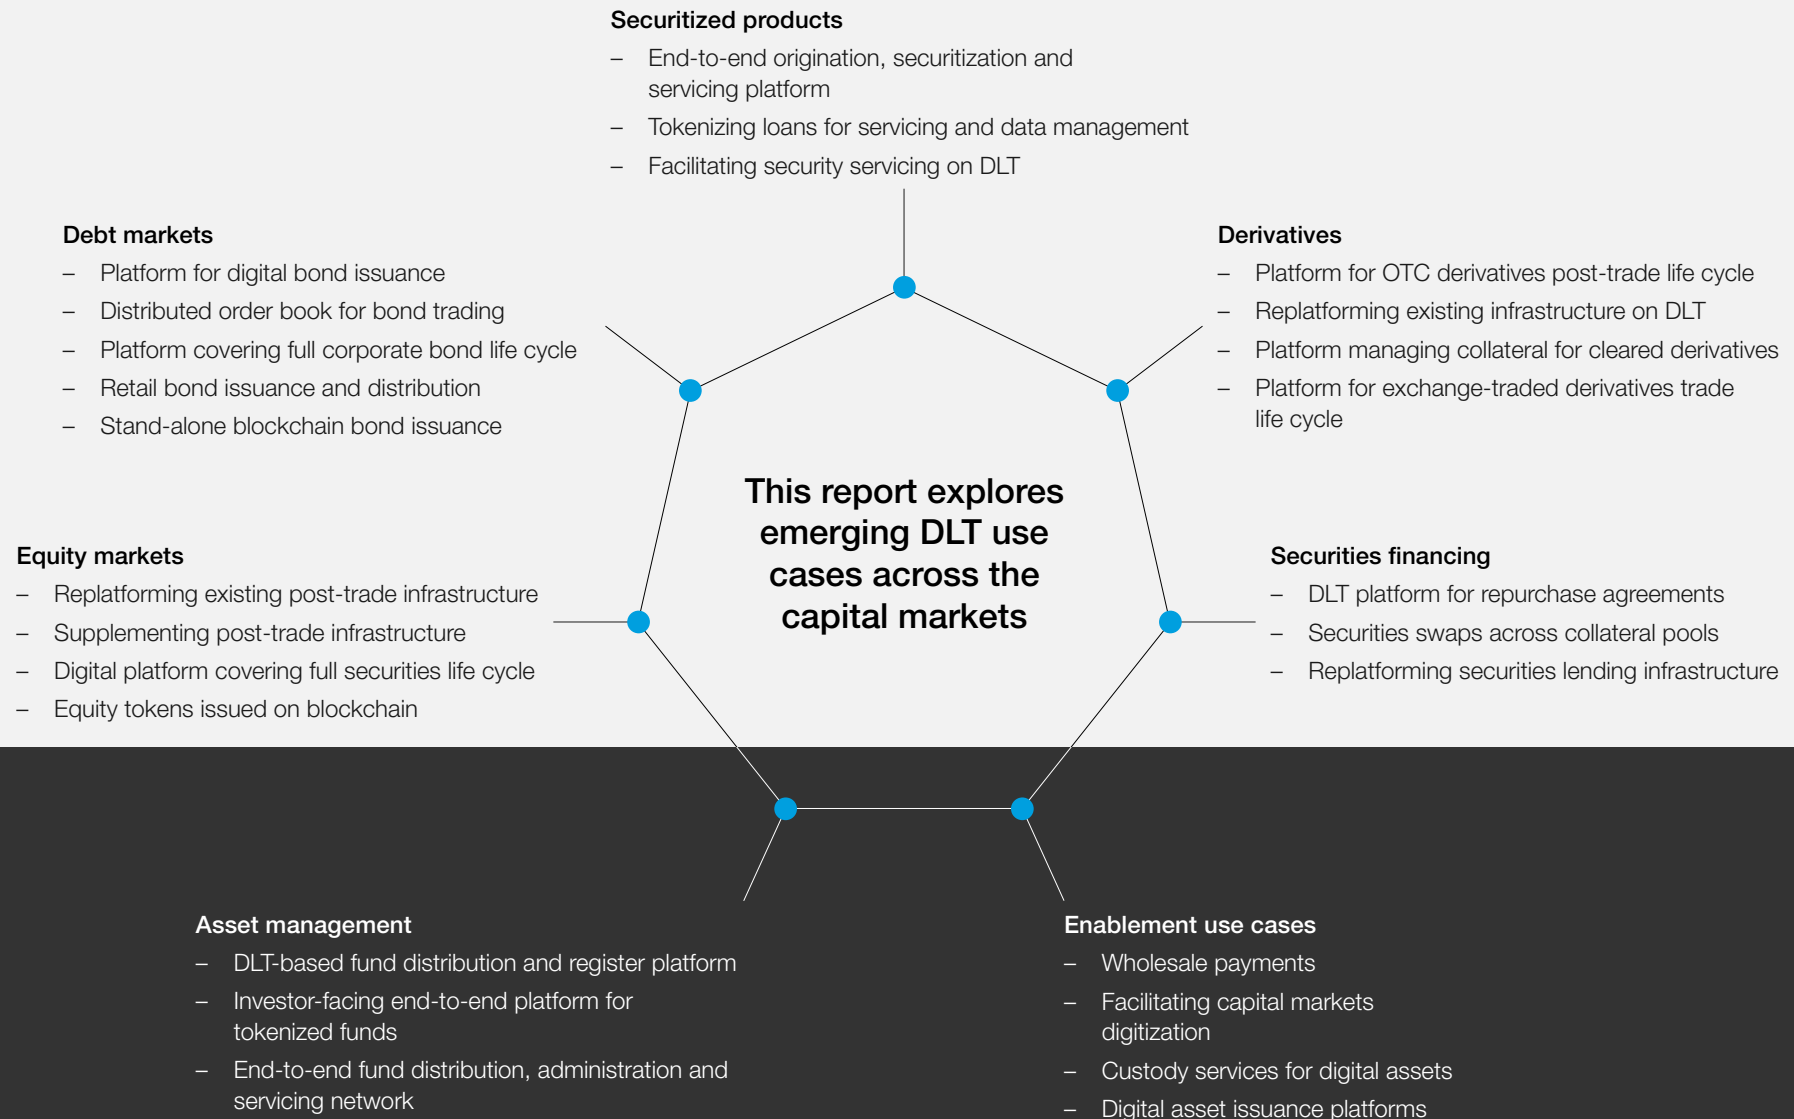 Securitized products
– End-to-end origination, securitization and
servicing platform
– Tokenizing loans for servicing and data management
– Facilitating security servicing on DLT
Debt markets
– Platform for digital bond issuance
– Distributed order book for bond trading
– Platform covering full corporate bond life cycle
– Retail bond issuance and distribution
– Stand-alone blockchain bond issuance
Derivatives
– Platform for OTC derivatives post-trade life cycle
– Replatforming existing infrastructure on DLT
– Platform managing collateral for cleared derivatives
– Platform for exchange-traded derivatives trade
life cycle
This report explores
emerging DLT use
cases across the
capital markets
Equity markets
– Replatforming existing post-trade infrastructure
– Supplementing post-trade infrastructure
– Digital platform covering full securities life cycle
– Equity tokens issued on blockchain
Securities financing
– DLT platform for repurchase agreements
– Securities swaps across collateral pools
– Replatforming securities lending infrastructure
Asset management
– DLT-based fund distribution and register platform
– Investor-facing end-to-end platform for
tokenized funds
– End-to-end fund distribution, administration and
servicing network
Enablement use cases
– Wholesale payments
– Facilitating capital markets
digitization
– Custody services for digital assets
– Digital asset issuance platforms